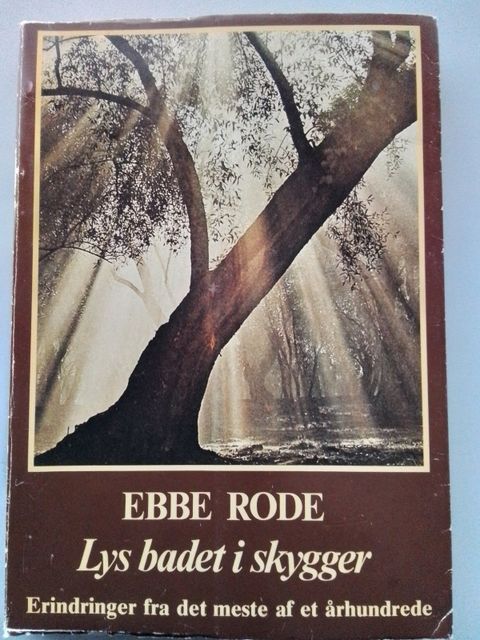 EBBE RODE
Lys badet i skygger
Erindringer fra det meste af et århundrede